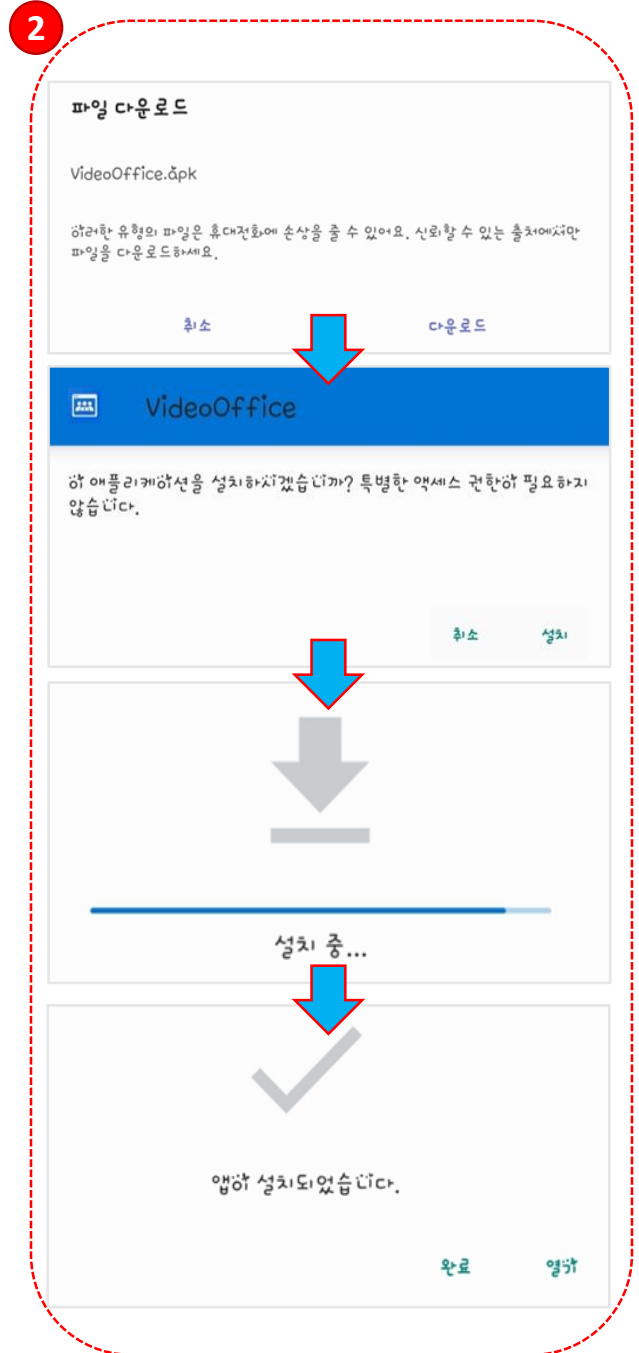 2
파일 다운로드
VideoOffice.apk
이러한 유형의 파일은 휴대전화에 손상을 줄 수 있어요. 신뢰할 수 있는 출처에서만
파일을 다운로드하세요.
취소 다운로드
VideoOffice
이 애플리케이션을 설치하시겠습니까? 특별한 액세스 권한이 필요하지
않습니다.
취소 설치
설치 중...
앱이 설치되었습니다.
완료 열기